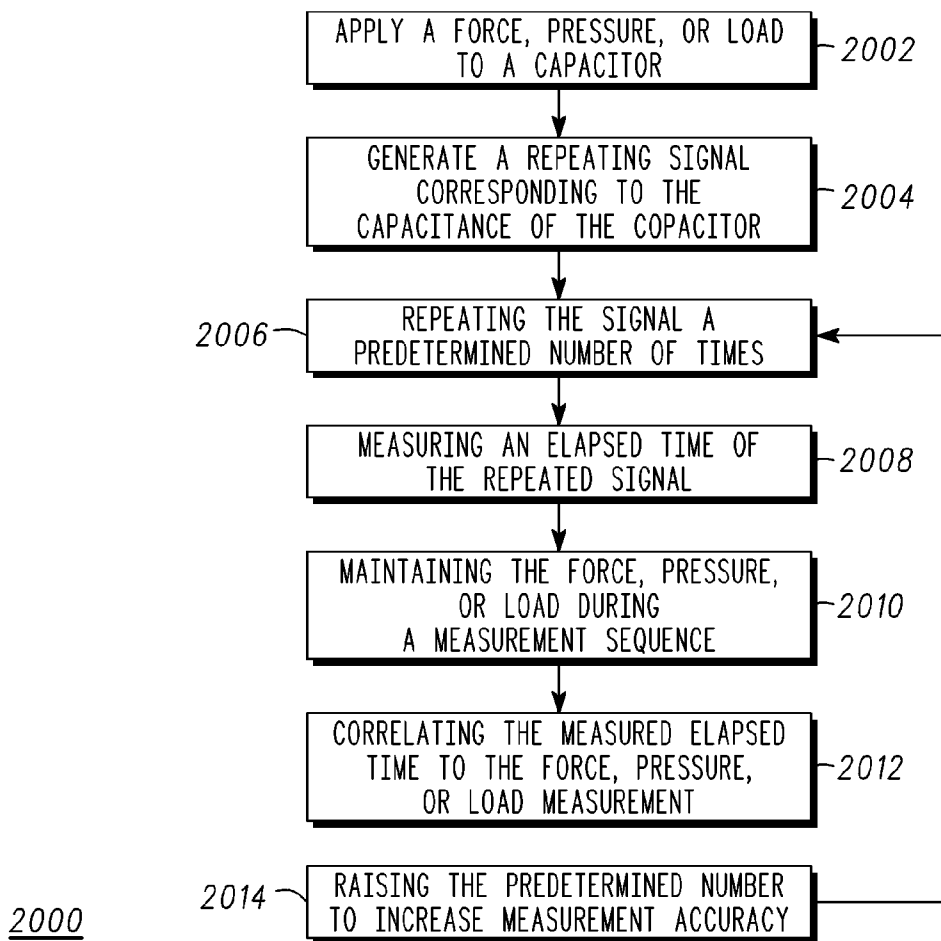 APPLY A FORCE, PRESSURE, OR LOAD
TO A CAPACITOR
2002
GENERATE A REPEATING SIGNAL
CORRESPONDING TO THE
CAPACITANCE OF THE COPACITOR
2004
2006
REPEATING THE SIGNAL A
PREDETERMINED NUMBER OF TIMES
MEASURING AN ELAPSED TIME OF
THE REPEATED SIGNAL
2008
MAINTAINING THE FORCE, PRESSURE,
OR LOAD DURING
A MEASUREMENT SEQUENCE
2010
CORRELATING THE MEASURED ELAPSED
TIME TO THE FORCE, PRESSURE,
OR LOAD MEASUREMENT
2012
2014
RAISING THE PREDETERMINED NUMBER
TO INCREASE MEASUREMENT ACCURACY
2000